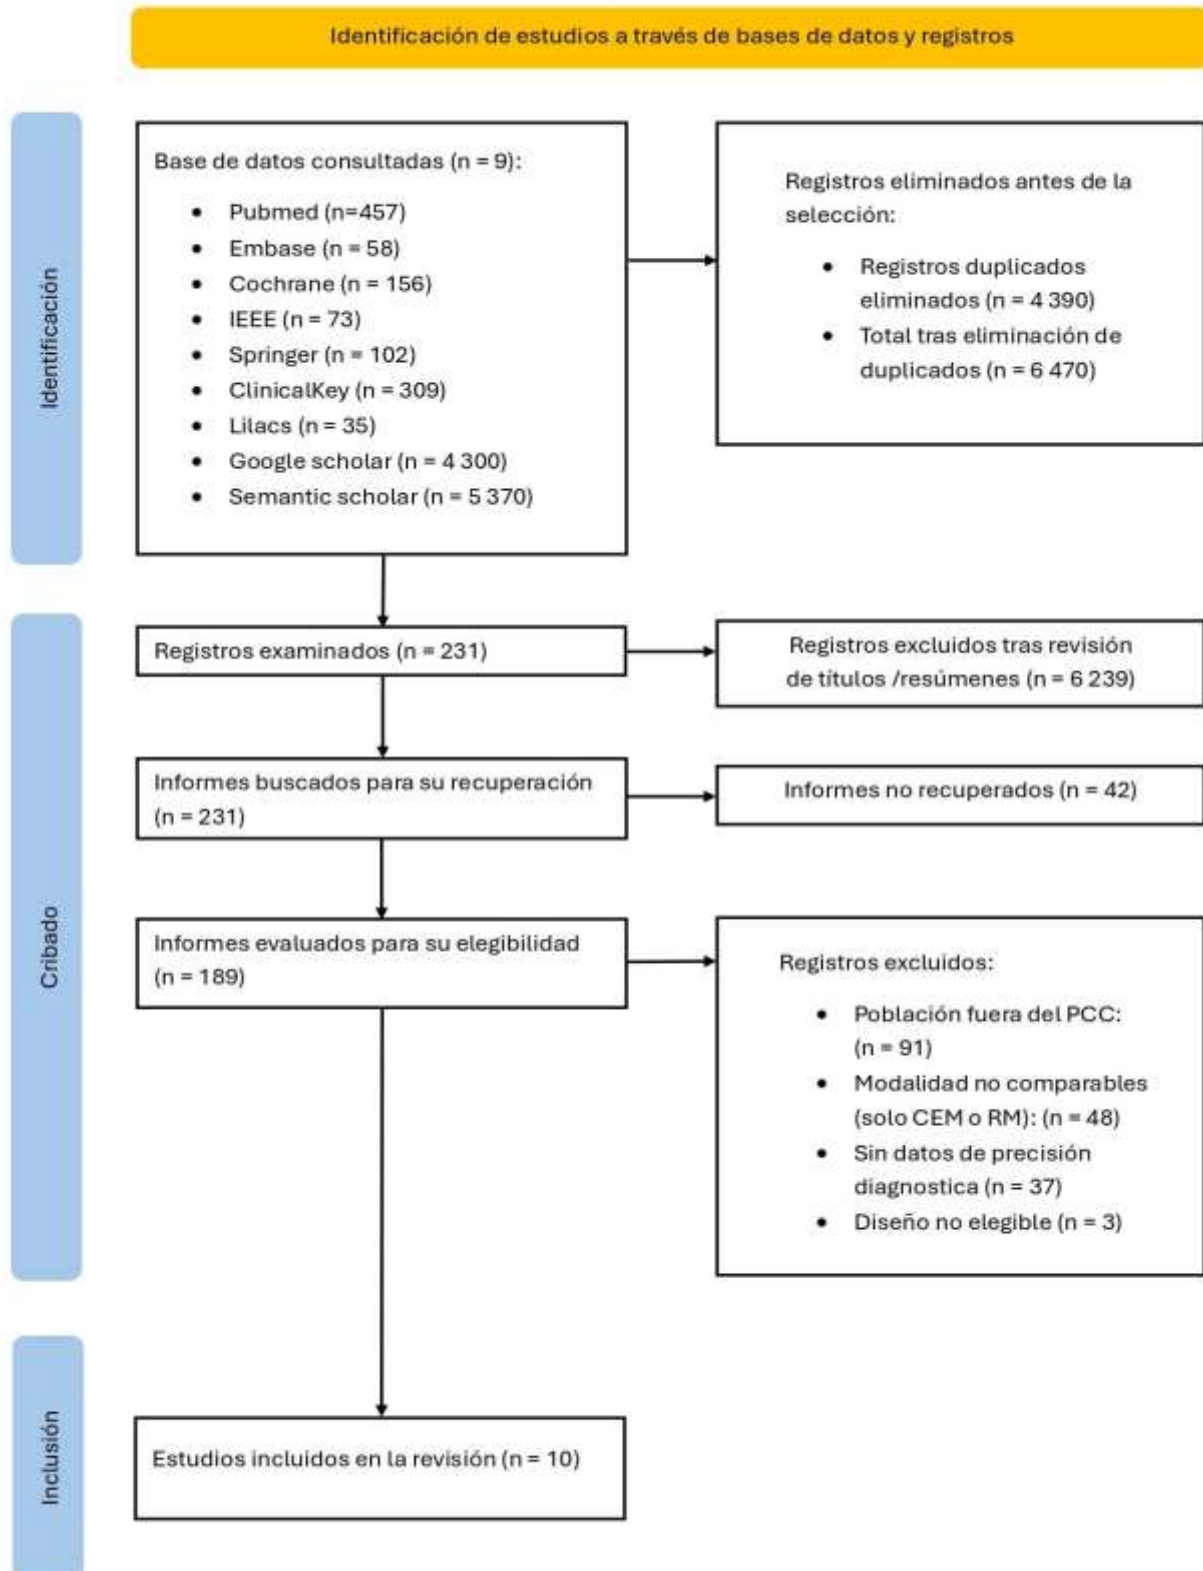 Identificación de estudios a través de bases de datos y registros
Identificación
Base de datos consultadas (n = 9):
• Pubmed (n=457)
• Embase (n = 58)
• Cochrane (n = 156)
• IEEE (n = 73)
• Springer (n = 102)
• ClinicalKey (n = 309)
• Lilacs (n = 35)
• Google scholar (n = 4 300)
• Semantic scholar (n = 5 370)
Registros eliminados antes de la
selección:
• Registros duplicados
eliminados (n = 4 390)
• Total tras eliminación de
duplicados (n = 6 470)
Cribado
Registros examinados (n = 231)
Registros excluidos tras revisión
de títulos /resúmenes (n = 6 239)
Informes buscados para su recuperación
(n = 231)
Informes no recuperados (n = 42)
Informes evaluados para su elegibilidad
(n = 189)
Registros excluidos:
• Población fuera del PCC:
(n = 91)
• Modalidad no comparables
(solo CEM o RM): (n = 48)
• Sin datos de precisión
diagnostica (n = 37)
• Diseño no elegible (n = 3)
Inclusión
Estudios incluidos en la revisión (n = 10)